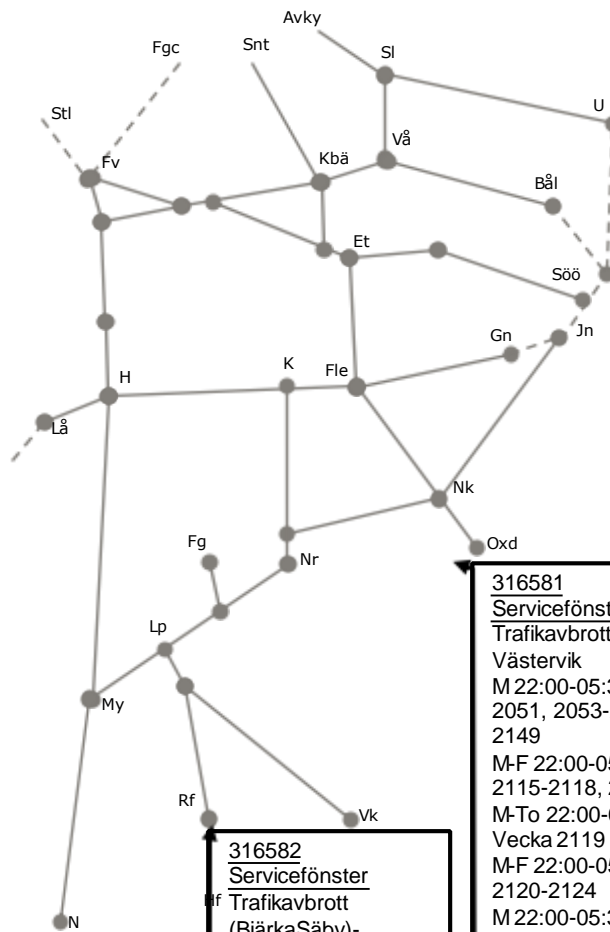 Avky
Snt
Fgc
Sl
U
Stl
Vå
Kbä
Fv
Bål
Et
Söö
Jn
Gn
K
Fle
H
Lå
Nk
Oxd
Fg
Nr
Lp
My
Rf
Vk
N
Hf
316582
Servicefönster
Trafikavbrott
(BjärkaSäby)-
316581
Servicefönst
Trafikavbrott
Västervik
M 22:00-05:3
2051, 2053-
2149
M-F 22:00-05
2115-2118, 2
M-To 22:00-0
Vecka 2119
M-F 22:00-05
2120-2124
M 22:00-05:3